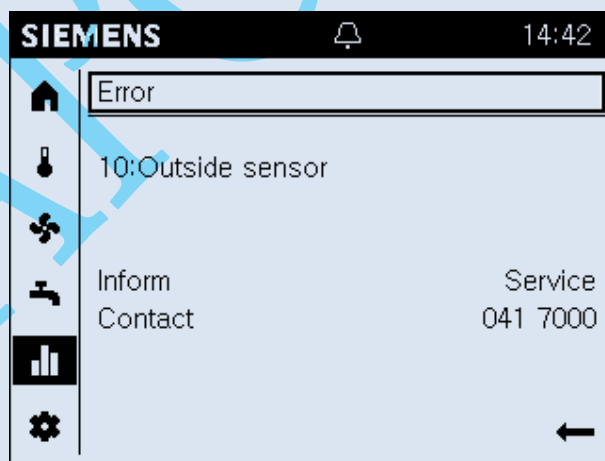 SIEMENS 14:42
Error
10:Outside sensor
Inform Service
Contact 041 7000